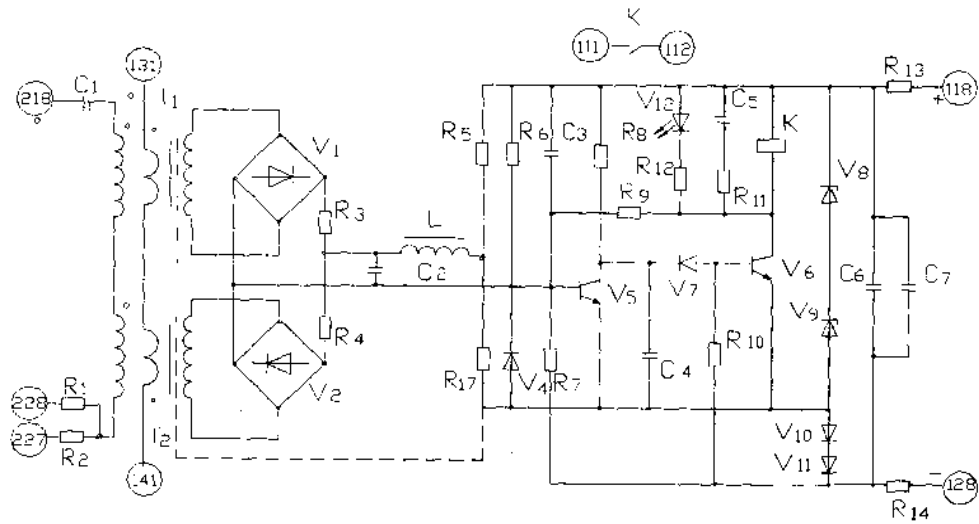 K
111 112
218 C1 131
R13 118
+
I1
V12 C5
R5 R6 C3 R8 K
V1
R12 V8
R3 R9 R11
L
C2 V5 V7 V6 C6 C7
V9
R4 R10
R17 V4 R7 C4
R1 V2
228
227 I2 V10
R2
V11
141 128
−
R14